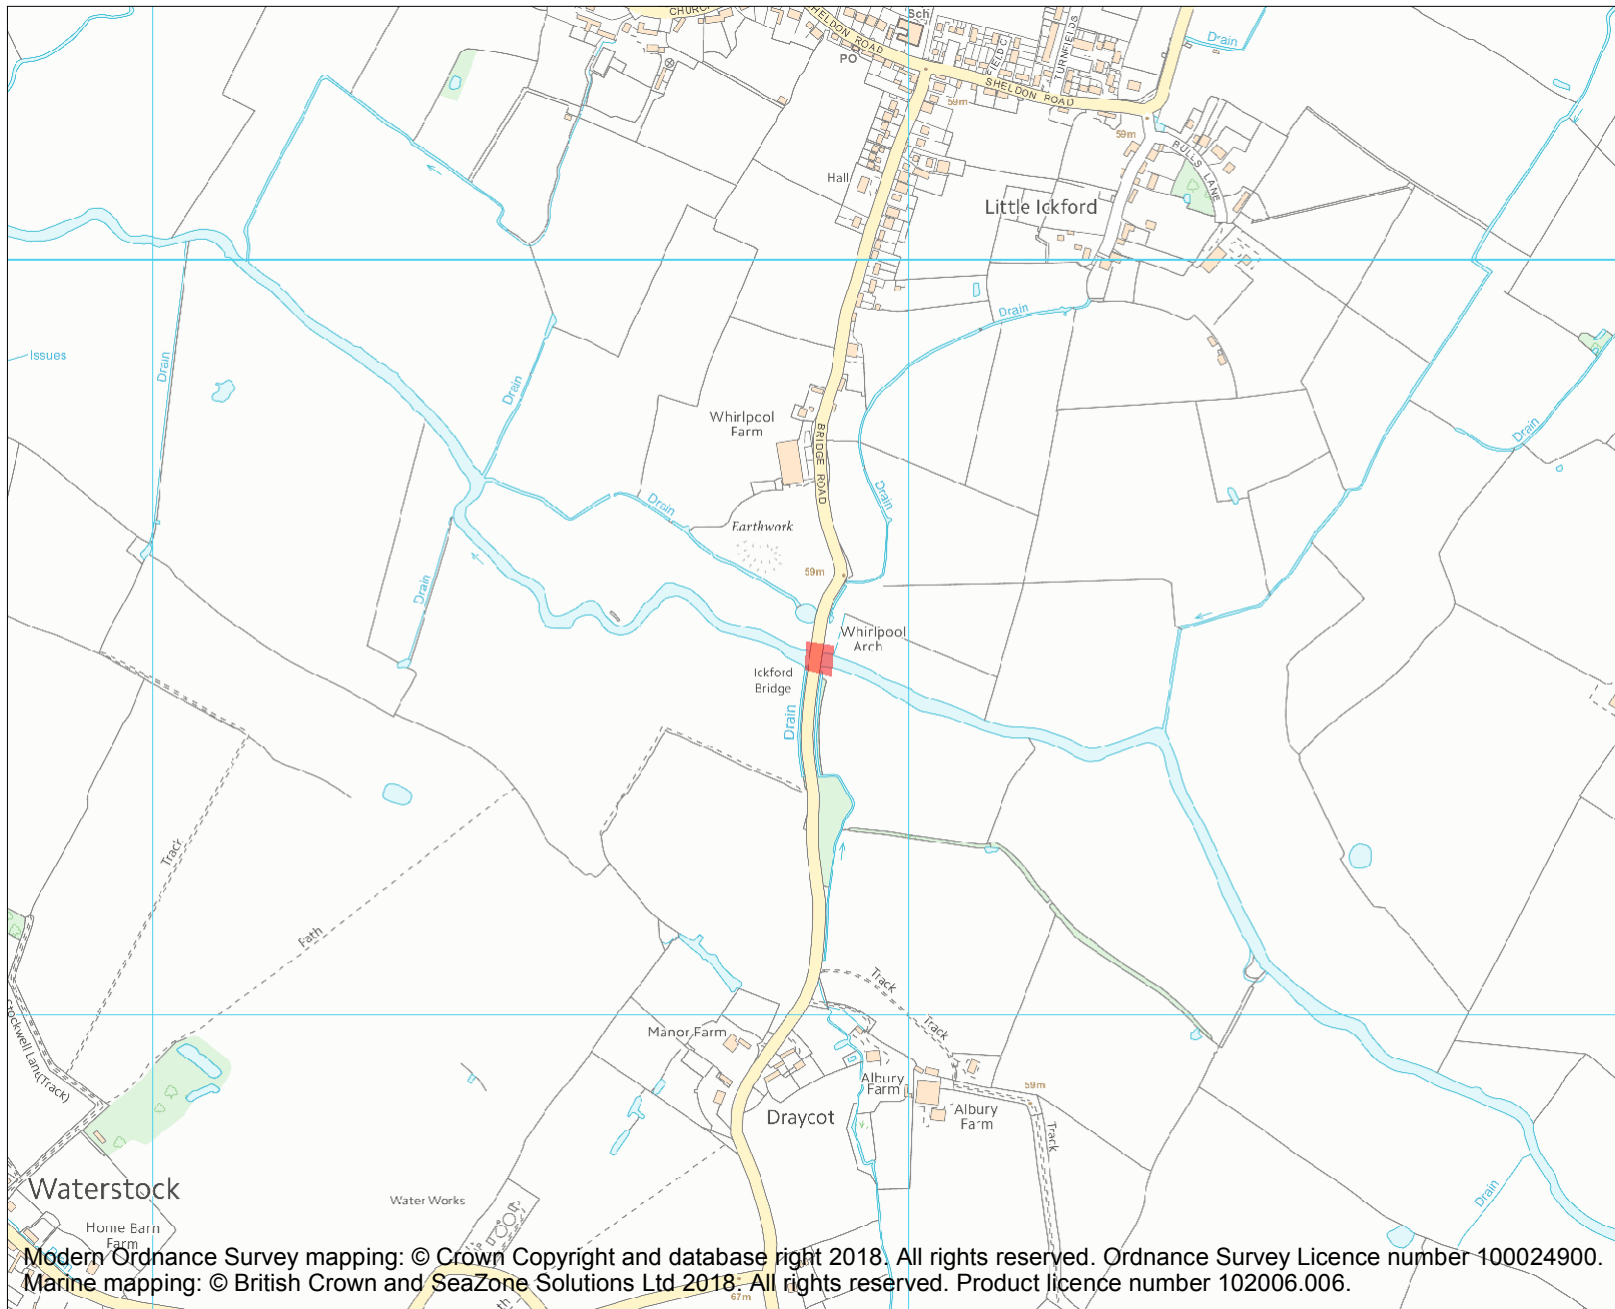 SHELDON ROAD
Sch
PO
TURNFIELDS
SHELDON ROAD
Drain
59m
59m
BULLS LANE
Hall
Little Ickford
Drain
Issues
Drain
Drain
Whirlpool
Farm
BRIDGE ROAD
Drain
Drain
Drain
Earthwork
59m
Drain
Whirlpool
Arch
Ickford
Bridge
Drain
Track
Path
Track
Track
Manor Farm
Stockwell Lane(Track)
Albury
Farm
59m
Albury
Farm
Draycot
Track
Waterstock
Water Works
Drain
Home Barn
Farm
Drain
Modern Ordnance Survey mapping: © Crown Copyright and database right 2018. All rights reserved. Ordnance Survey Licence number 100024900.
Marine mapping: © British Crown and SeaZone Solutions Ltd 2018. All rights reserved. Product licence number 102006.006.
67m